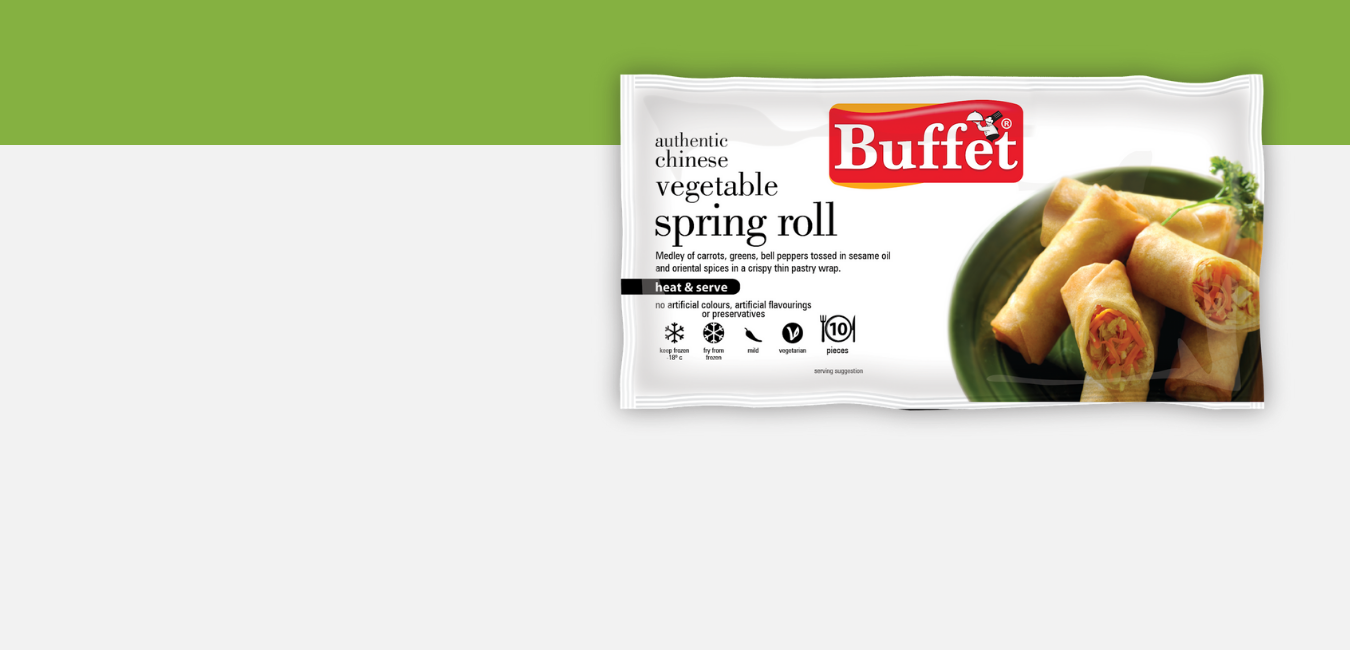 Buffet®
authentic
chinese
vegetable
spring roll
Medley of carrots, greens, bell peppers tossed in sesame oil
and oriental spices in a crispy thin pastry wrap.
heat & serve
no artificial colours, artificial flavourings
or preservatives
keep frozen
-18º c
fry from
frozen
mild
vegetarian
10
pieces
serving suggestion